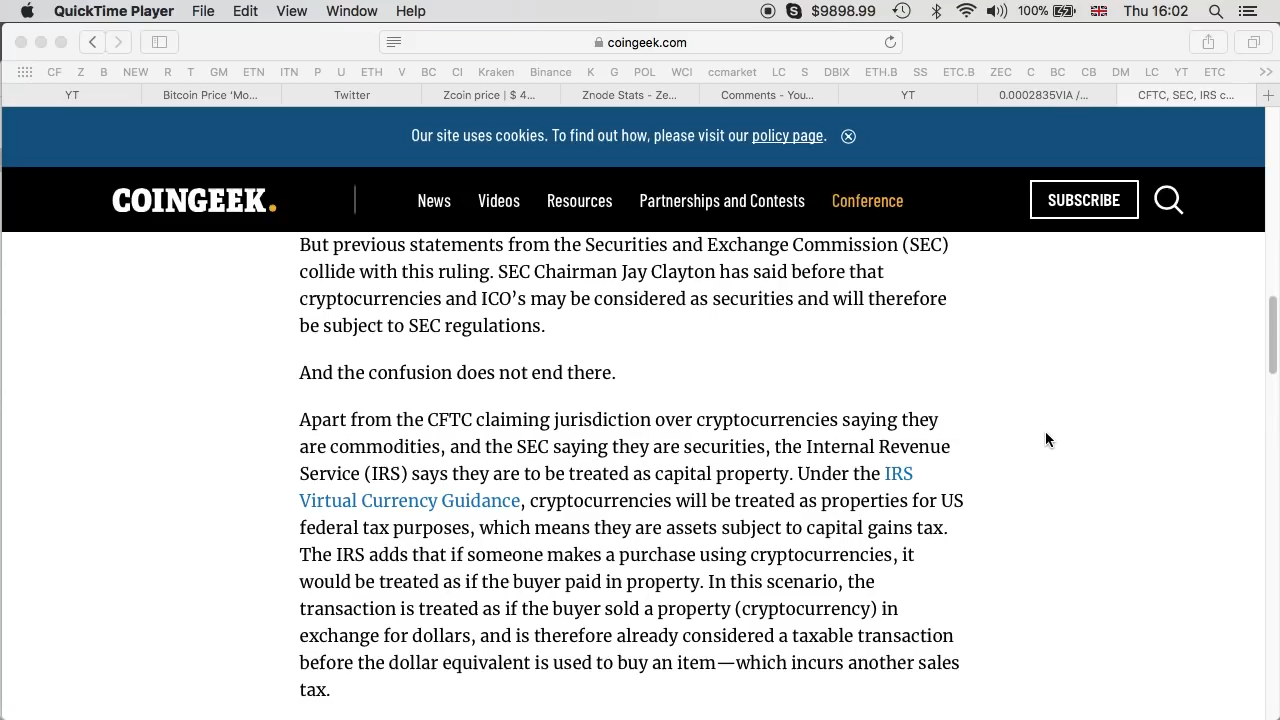 QuickTime Player File Edit View Window Help $9898.99 100% Thu 16:02
coingeek.com
CF Z B NEW R T GM ETN ITN P U ETH V BC CI Kraken Binance K G POL WCI ccmarket LC S DBIX ETH.B SS ETC.B ZEC C BC CB DM LC YT ETC >>
YT Bitcoin Price 'Mo... Twitter Zcoin price | $ 4... Znode Stats - Ze... Comments - You... YT 0.0002835VIA /... CFTC, SEC, IRS c... +
Our site uses cookies. To find out how, please visit our policy page.
COINGEEK. News Videos Resources Partnerships and Contests Conference SUBSCRIBE
But previous statements from the Securities and Exchange Commission (SEC)
collide with this ruling. SEC Chairman Jay Clayton has said before that
cryptocurrencies and ICO’s may be considered as securities and will therefore
be subject to SEC regulations.
And the confusion does not end there.
Apart from the CFTC claiming jurisdiction over cryptocurrencies saying they
are commodities, and the SEC saying they are securities, the Internal Revenue
Service (IRS) says they are to be treated as capital property. Under the IRS
Virtual Currency Guidance, cryptocurrencies will be treated as properties for US
federal tax purposes, which means they are assets subject to capital gains tax.
The IRS adds that if someone makes a purchase using cryptocurrencies, it
would be treated as if the buyer paid in property. In this scenario, the
transaction is treated as if the buyer sold a property (cryptocurrency) in
exchange for dollars, and is therefore already considered a taxable transaction
before the dollar equivalent is used to buy an item—which incurs another sales
tax.